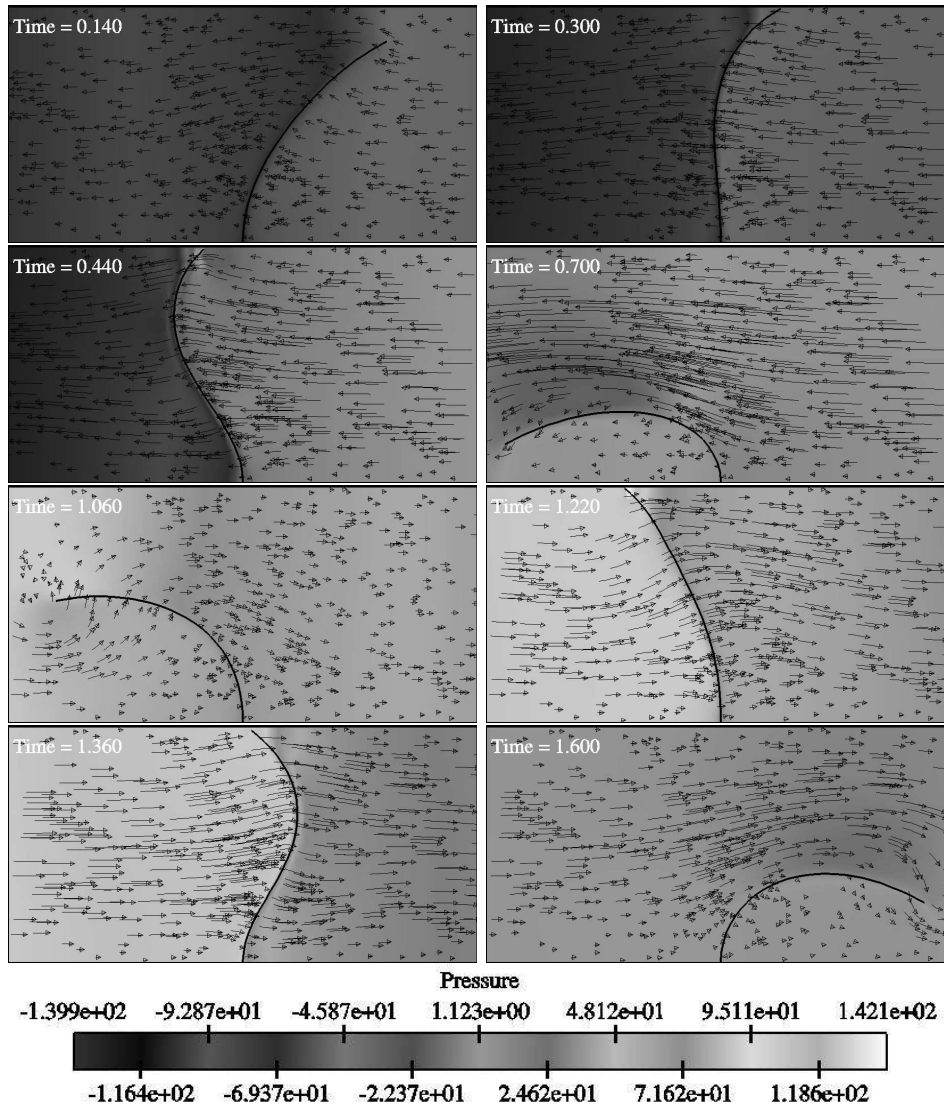 Time = 0.140
Time = 0.300
Time = 0.440
Time = 0.700
Time = 1.060
Time = 1.220
Time = 1.360
Time = 1.600
Pressure
-1.399e+02 -9.287e+01 -4.587e+01 1.123e+00 4.812e+01 9.511e+01 1.421e+02
-1.164e+02 -6.937e+01 -2.237e+01 2.462e+01 7.162e+01 1.186e+02